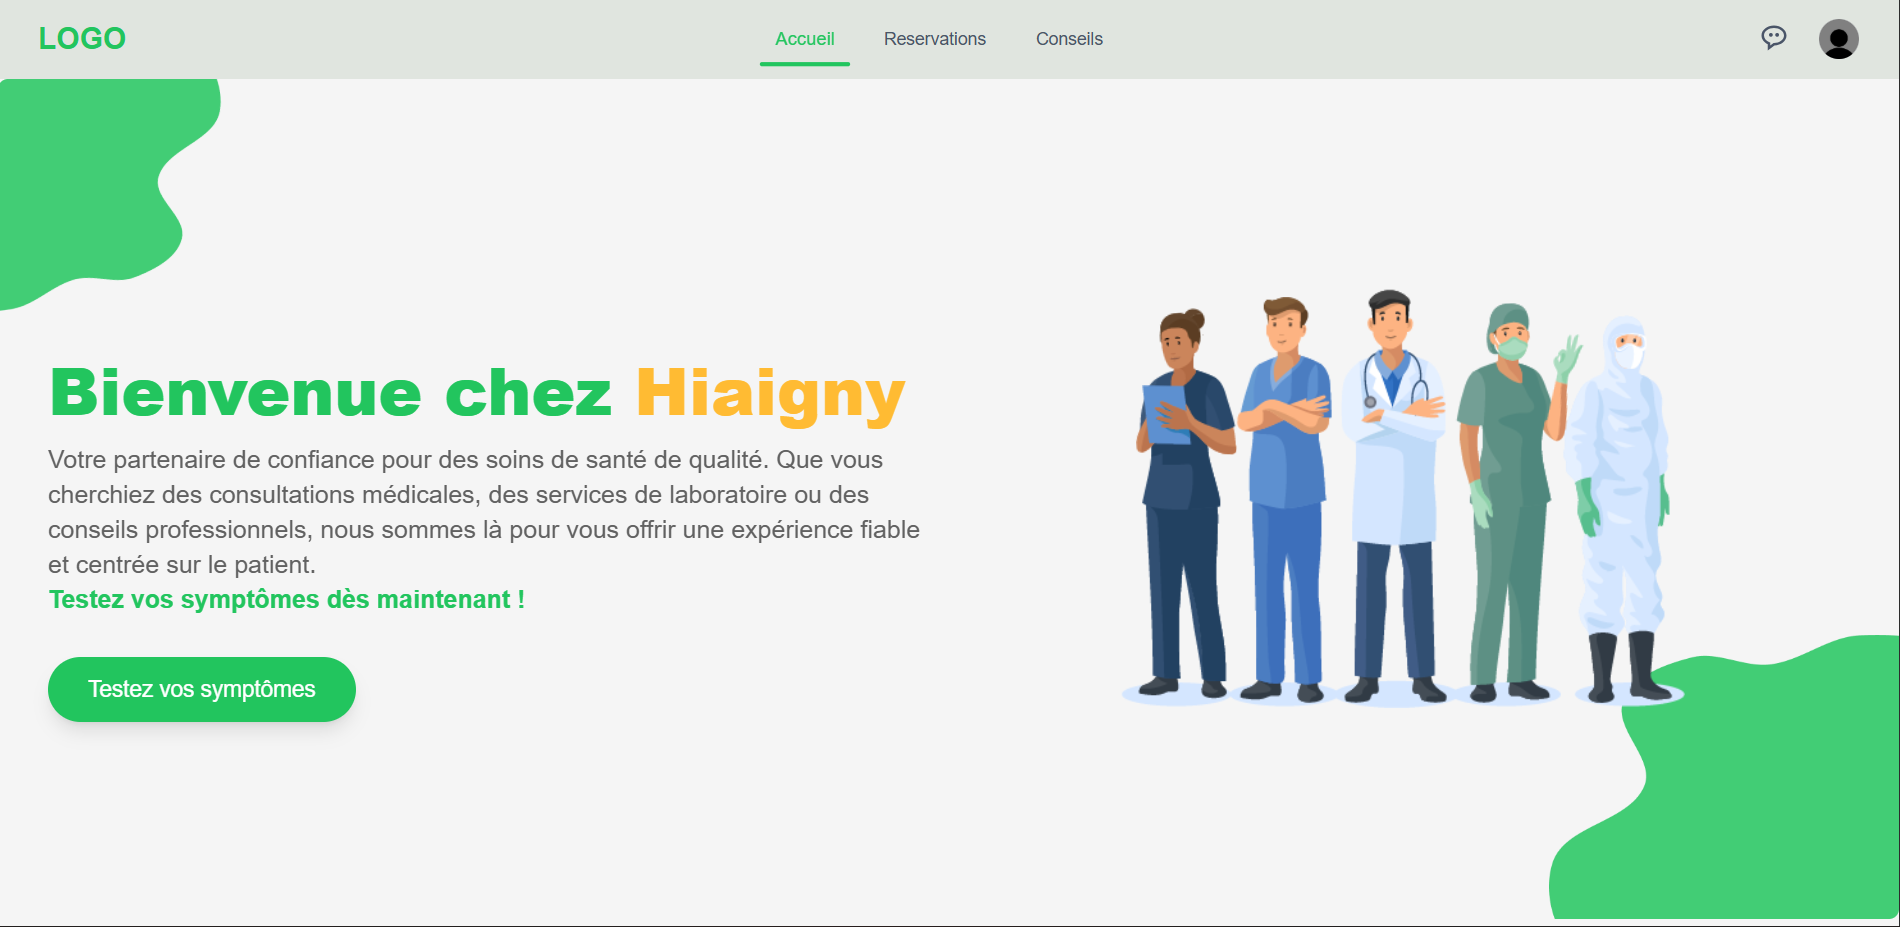 LOGO
Accueil
Reservations
Conseils
Bienvenue chez Hiaigny
Votre partenaire de confiance pour des soins de santé de qualité. Que vous
cherchiez des consultations médicales, des services de laboratoire ou des
conseils professionnels, nous sommes là pour vous offrir une expérience fiable
et centrée sur le patient.
Testez vos symptômes dès maintenant !
Testez vos symptômes